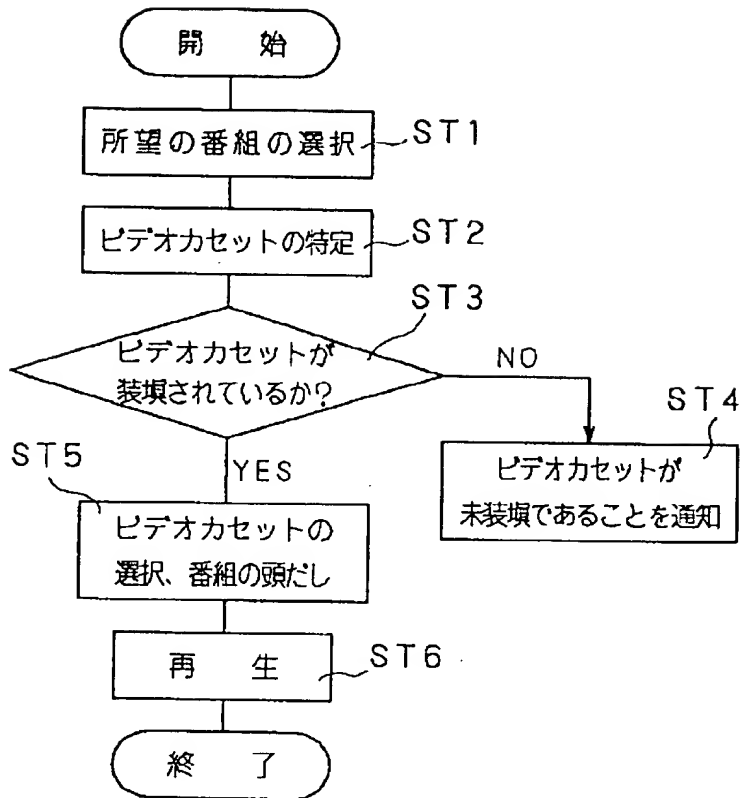 開 始
所望の番組の選択
ST1
ビデオカセットの特定
ST2
ST3
ビデオカセットが
装填されているか?
NO
ST4
ビデオカセットが
未装填であることを通知
YES
ST5
ビデオカセットの
選択、番組の頭だし
再 生
ST6
終 了